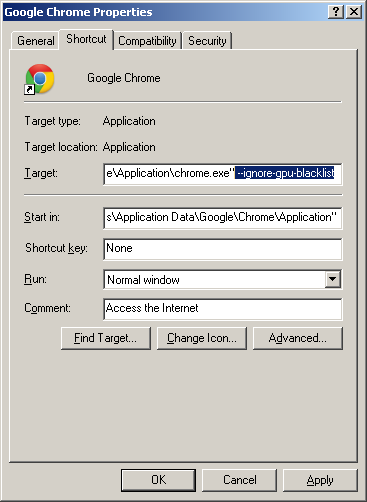 Google Chrome Properties
General Shortcut Compatibility Security
Google Chrome
Target type: Application
Target location: Application
Target: e\Application\chrome.exe" --ignore-gpu-blacklist
Start in: s\Application Data\Google\Chrome\Application"
Shortcut key: None
Run: Normal window
Comment: Access the Internet
Find Target... Change Icon... Advanced...
OK Cancel Apply